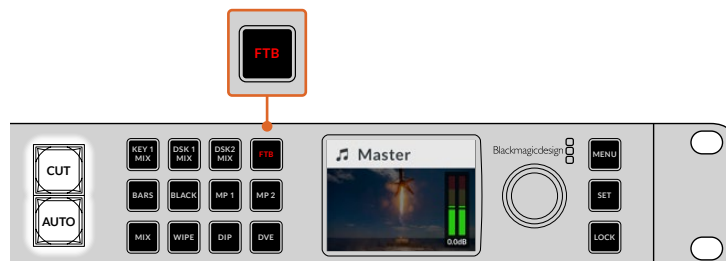 FTB
CUT
AUTO
KEY 1
MIX
DSK 1
MIX
DSK2
MIX
FTB
BARS
BLACK
MP 1
MP 2
MIX
WIPE
DIP
DVE
Master
0.0dB
Blackmagicdesign
MENU
SET
LOCK